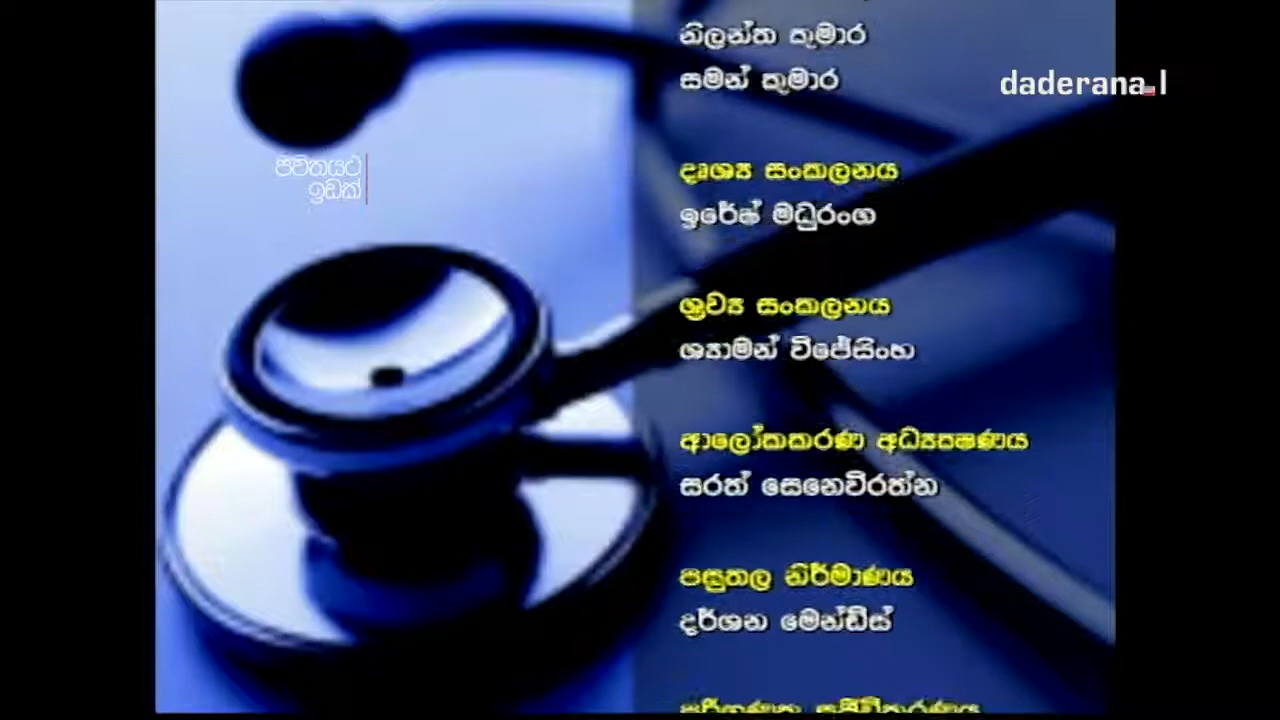 නිලන්ත කුමාර
සමන් කුමාර
daderana.l
ජීවිතයට
ඉඩක්
දෘශ්‍ය සංකලනය
ඉරේෂ් මධුරංග
ශ්‍රව්‍ය සංකලනය
ශ්‍යාමන් විජේසිංහ
ආලෝකකරණ අධ්‍යක්ෂණය
සරත් සෙනෙවිරත්න
පසුතල නිර්මාණය
දර්ශන මෙන්ඩිස්